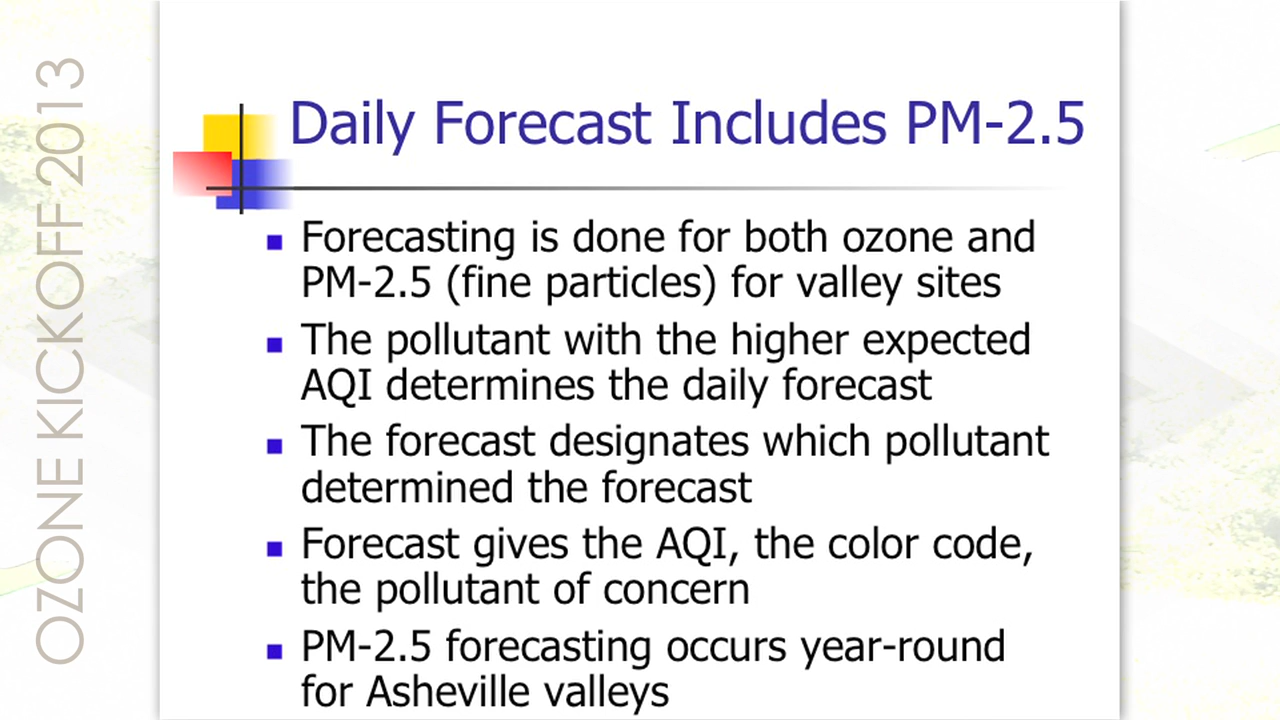 OZONE KICKOFF 2013
Daily Forecast Includes PM-2.5
Forecasting is done for both ozone and
PM-2.5 (fine particles) for valley sites
The pollutant with the higher expected
AQI determines the daily forecast
The forecast designates which pollutant
determined the forecast
Forecast gives the AQI, the color code,
the pollutant of concern
PM-2.5 forecasting occurs year-round
for Asheville valleys